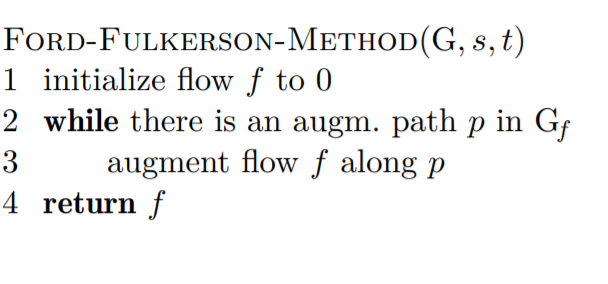 FORD-FULKERSON-METHOD(G, s, t)
1 initialize flow f to 0
2 while there is an augm. path p in G_f
3 augment flow f along p
4 return f